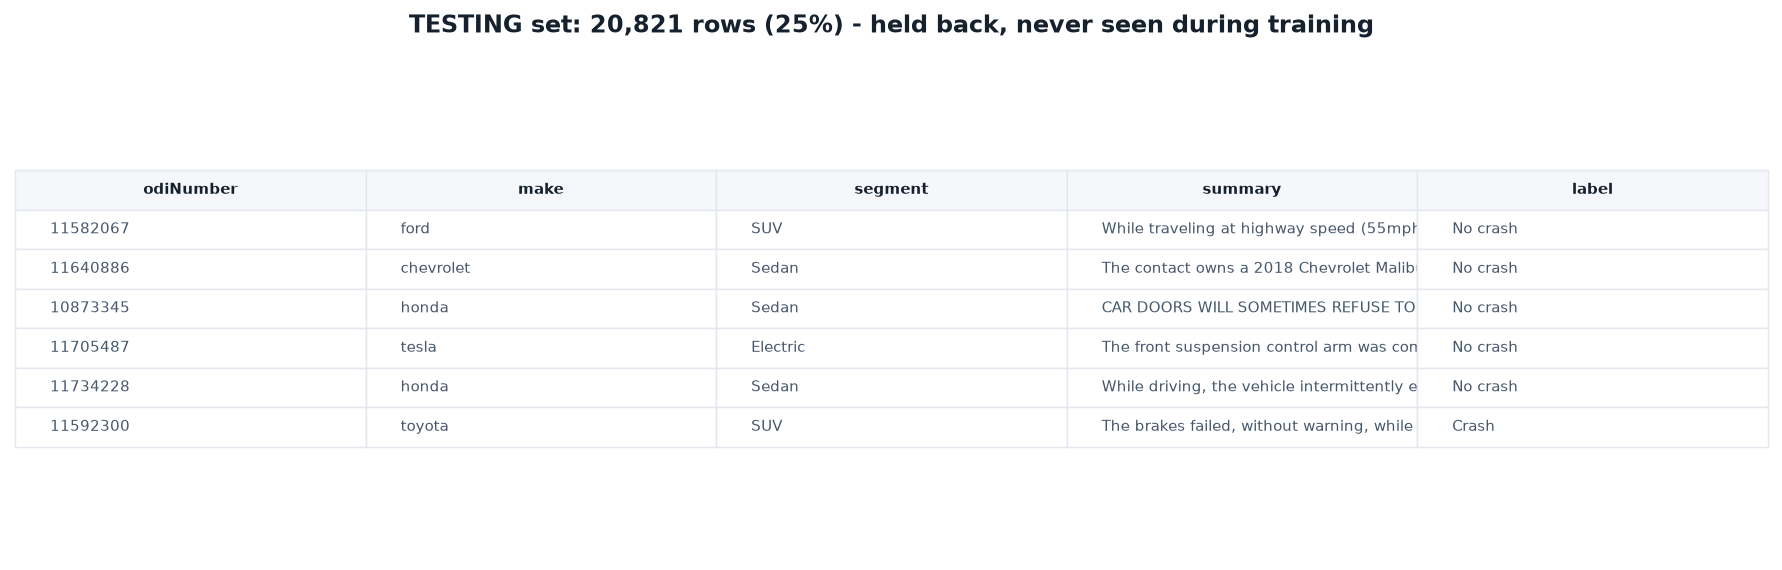 TESTING set: 20,821 rows (25%) - held back, never seen during training
odiNumber make segment summary label
11582067 ford SUV While traveling at highway speed (55mph No crash
11640886 chevrolet Sedan The contact owns a 2018 Chevrolet Malib No crash
10873345 honda Sedan CAR DOORS WILL SOMETIMES REFUSE TO No crash
11705487 tesla Electric The front suspension control arm was com No crash
11734228 honda Sedan While driving, the vehicle intermittently e No crash
11592300 toyota SUV The brakes failed, without warning, while Crash